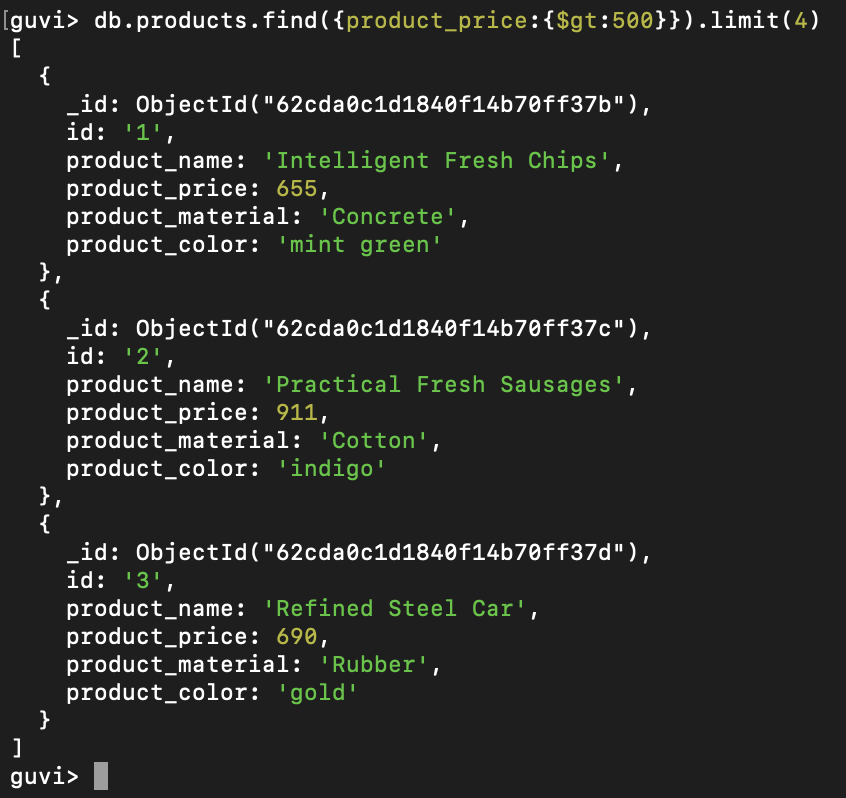 [guvi> db.products.find({product_price:{$gt:500}}).limit(4)
[
  {
    _id: ObjectId("62cda0c1d1840f14b70ff37b"),
    id: '1',
    product_name: 'Intelligent Fresh Chips',
    product_price: 655,
    product_material: 'Concrete',
    product_color: 'mint green'
  },
  {
    _id: ObjectId("62cda0c1d1840f14b70ff37c"),
    id: '2',
    product_name: 'Practical Fresh Sausages',
    product_price: 911,
    product_material: 'Cotton',
    product_color: 'indigo'
  },
  {
    _id: ObjectId("62cda0c1d1840f14b70ff37d"),
    id: '3',
    product_name: 'Refined Steel Car',
    product_price: 690,
    product_material: 'Rubber',
    product_color: 'gold'
  }
]
guvi>